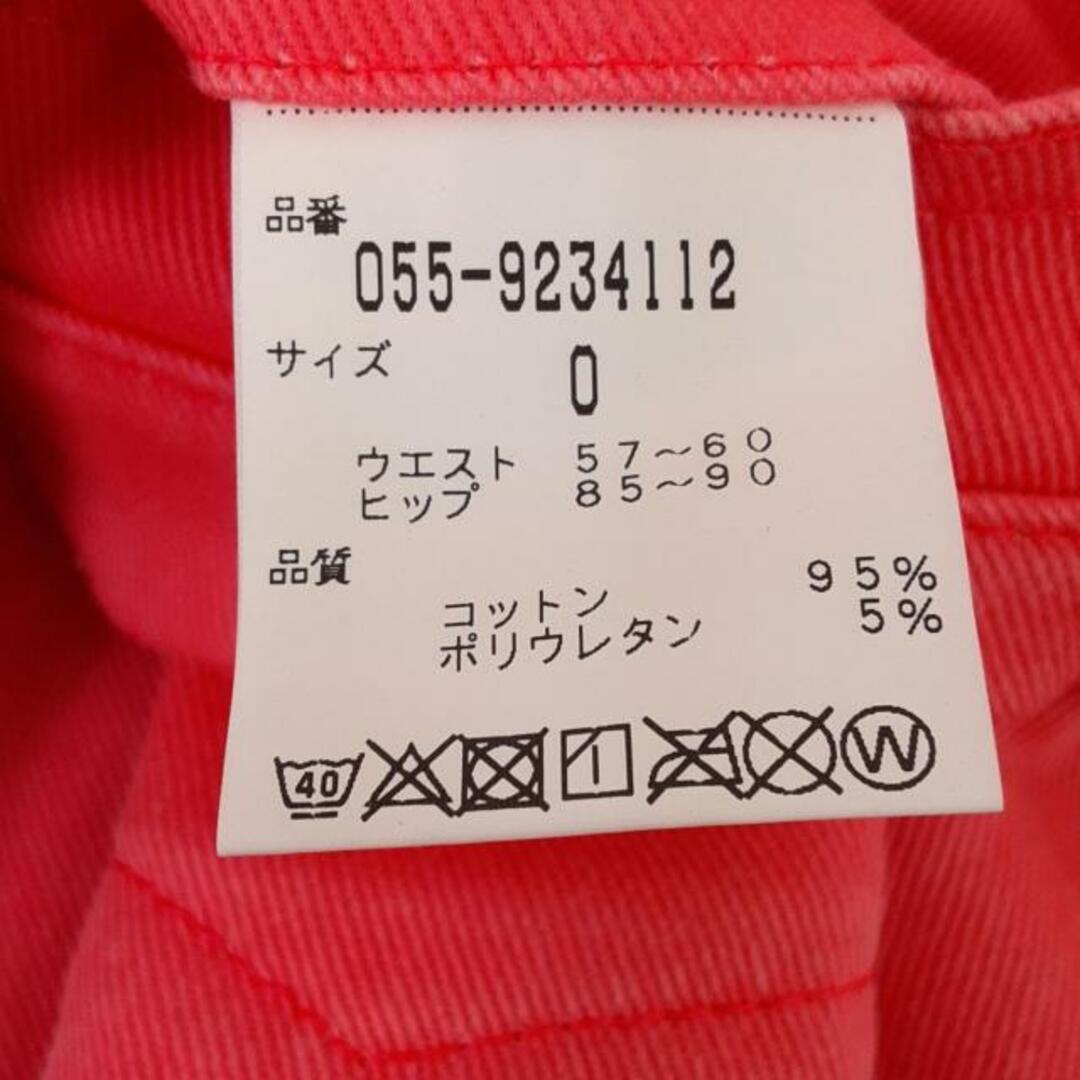 品番
055-9234112
サイズ 0
ウエスト 57～60
ヒップ 85～90
品質
コットン 95%
ポリウレタン 5%
40 W